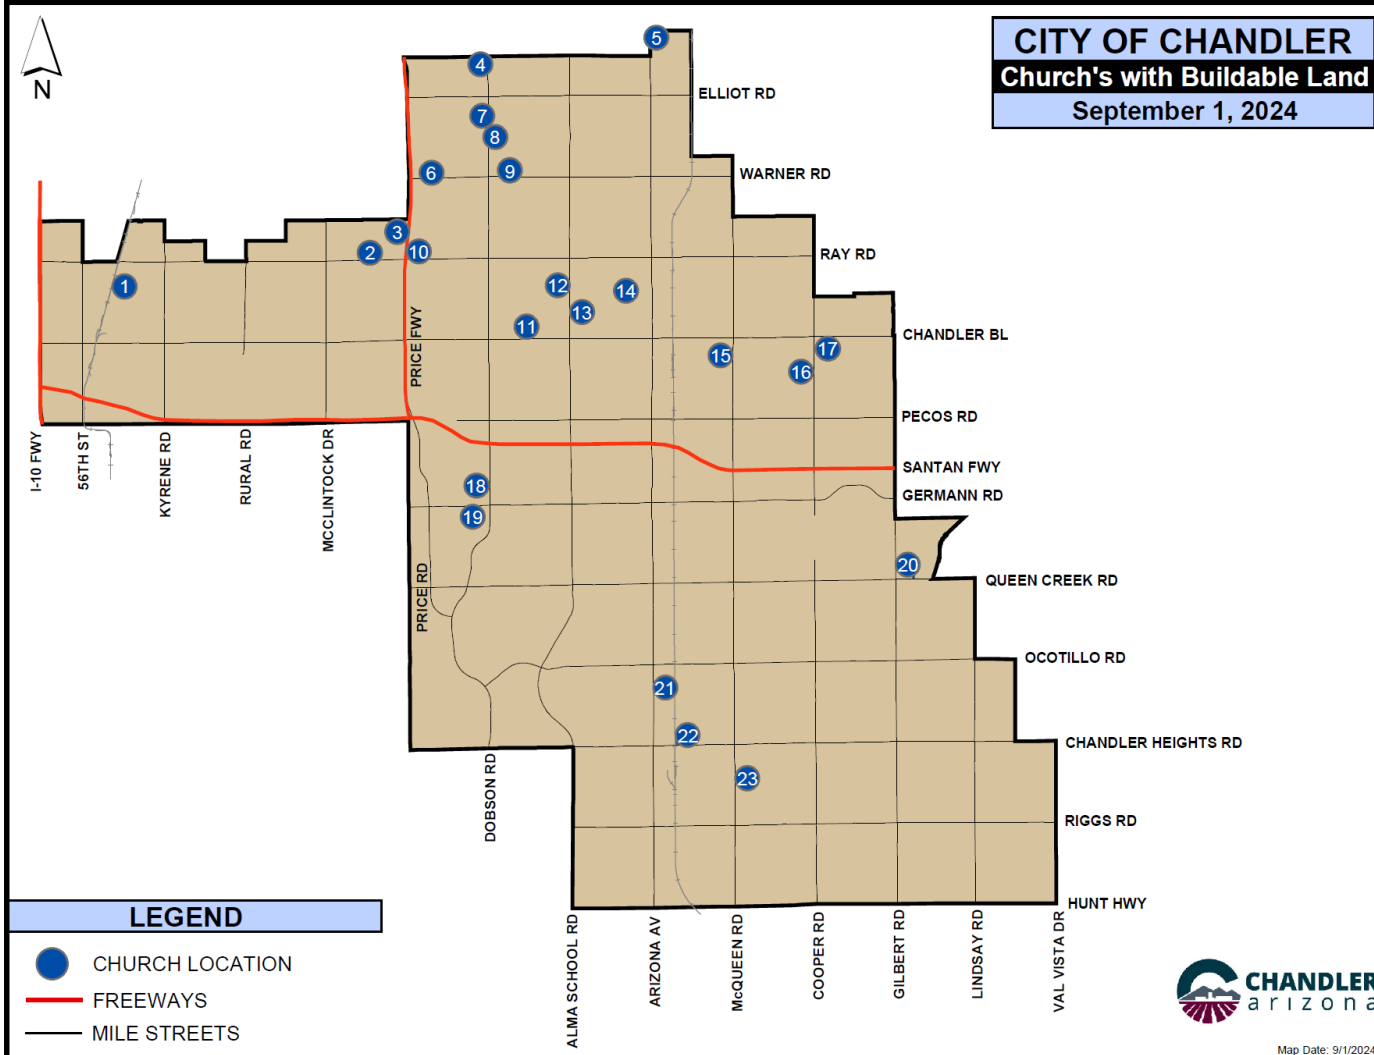 CITY OF CHANDLER
Church's with Buildable Land
September 1, 2024
N
5
4
ELLIOT RD
7
8
6
9
WARNER RD
3
2
10
RAY RD
1
12
14
13
11
PRICE FWY
CHANDLER BL
17
15
16
PECOS RD
I-10 FWY
56TH ST
KYRENE RD
RURAL RD
MCCLINTOCK DR
SANTAN FWY
18
GERMANN RD
19
20
PRICE RD
QUEEN CREEK RD
OCOTILLO RD
21
22
CHANDLER HEIGHTS RD
23
DOBSON RD
RIGGS RD
HUNT HWY
ALMA SCHOOL RD
ARIZONA AV
McQUEEN RD
COOPER RD
GILBERT RD
LINDSAY RD
VAL VISTA DR
LEGEND
CHURCH LOCATION
FREEWAYS
MILE STREETS
CHANDLER
arizona
Map Date: 9/1/2024